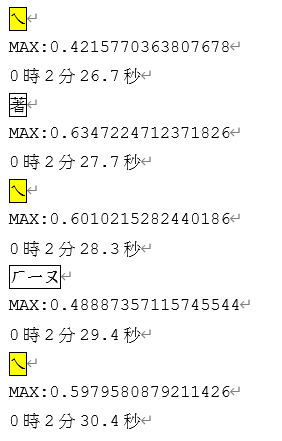 ㄟ
MAX:0.4215770363807678
0時2分26.7秒
著
MAX:0.6347224712371826
0時2分27.7秒
ㄟ
MAX:0.6010215282440186
0時2分28.3秒
ㄏㄧㄡ
MAX:0.48887357115745544
0時2分29.4秒
ㄟ
MAX:0.5979580879211426
0時2分30.4秒